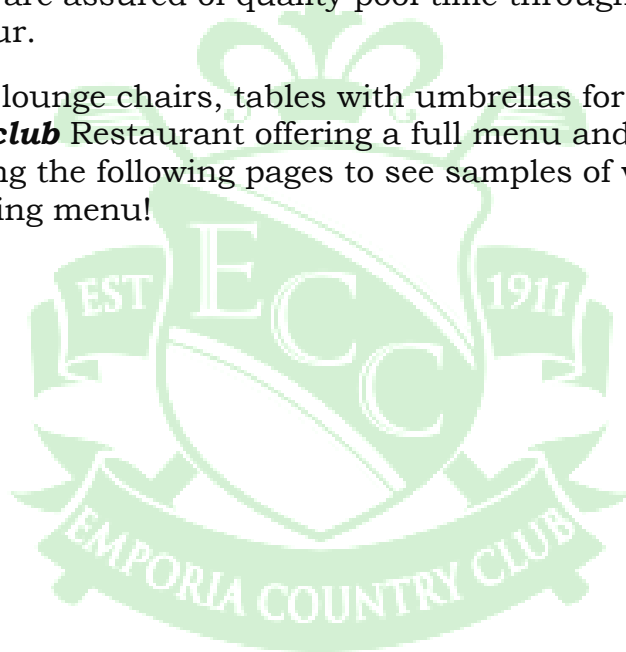 are assured of quality pool time through
ur.
lounge chairs, tables with umbrellas for
club Restaurant offering a full menu and
ng the following pages to see samples of
ing menu!
EST
1911
ECC
EMPORIA COUNTRY CLUB